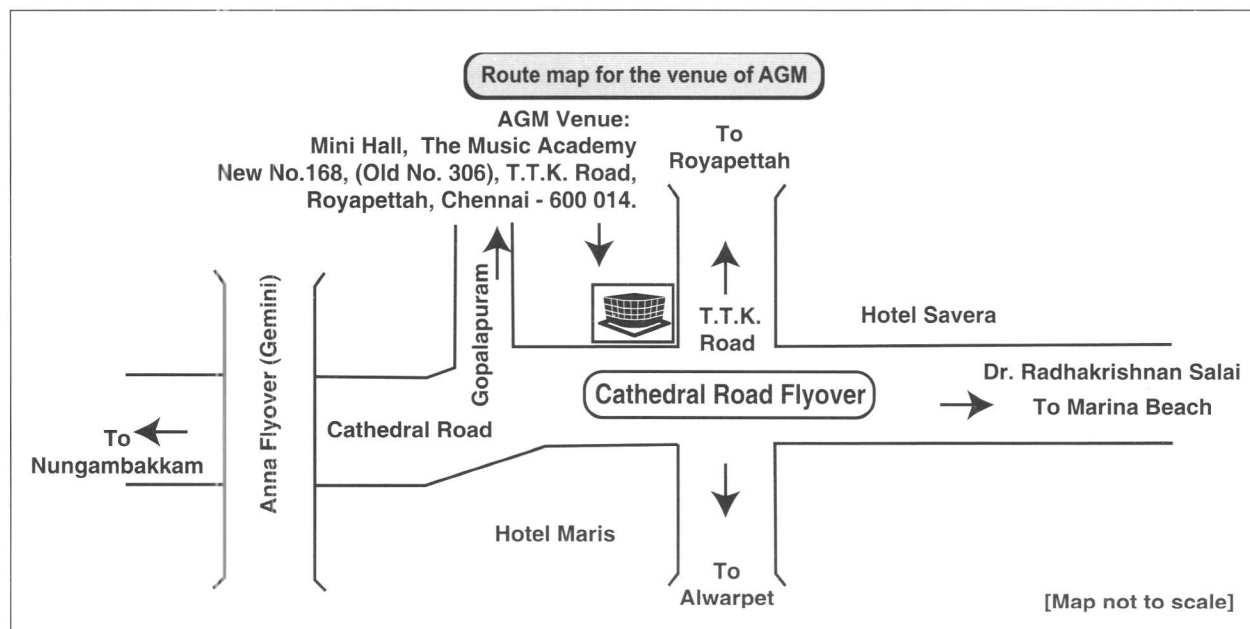 Route map for the venue of AGM
AGM Venue:
Mini Hall, The Music Academy
New No.168, (Old No. 306), T.T.K. Road,
Royapettah, Chennai - 600 014.
To
Royapettah
Anna Flyover (Gemini)
Gopalapuram
T.T.K.
Road
Hotel Savera
Cathedral Road Flyover
Dr. Radhakrishnan Salai
To Marina Beach
To
Nungambakkam
Cathedral Road
Hotel Maris
To
Alwarpet
[Map not to scale]